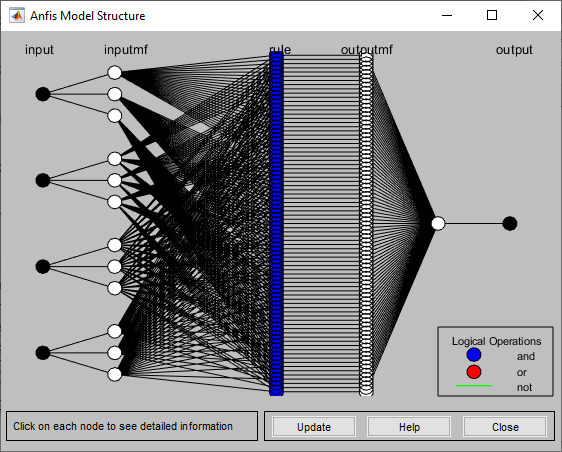 Anfis Model Structure
input inputmf rule outputmf output
Logical Operations
and
or
not
Click on each node to see detailed information
Update Help Close